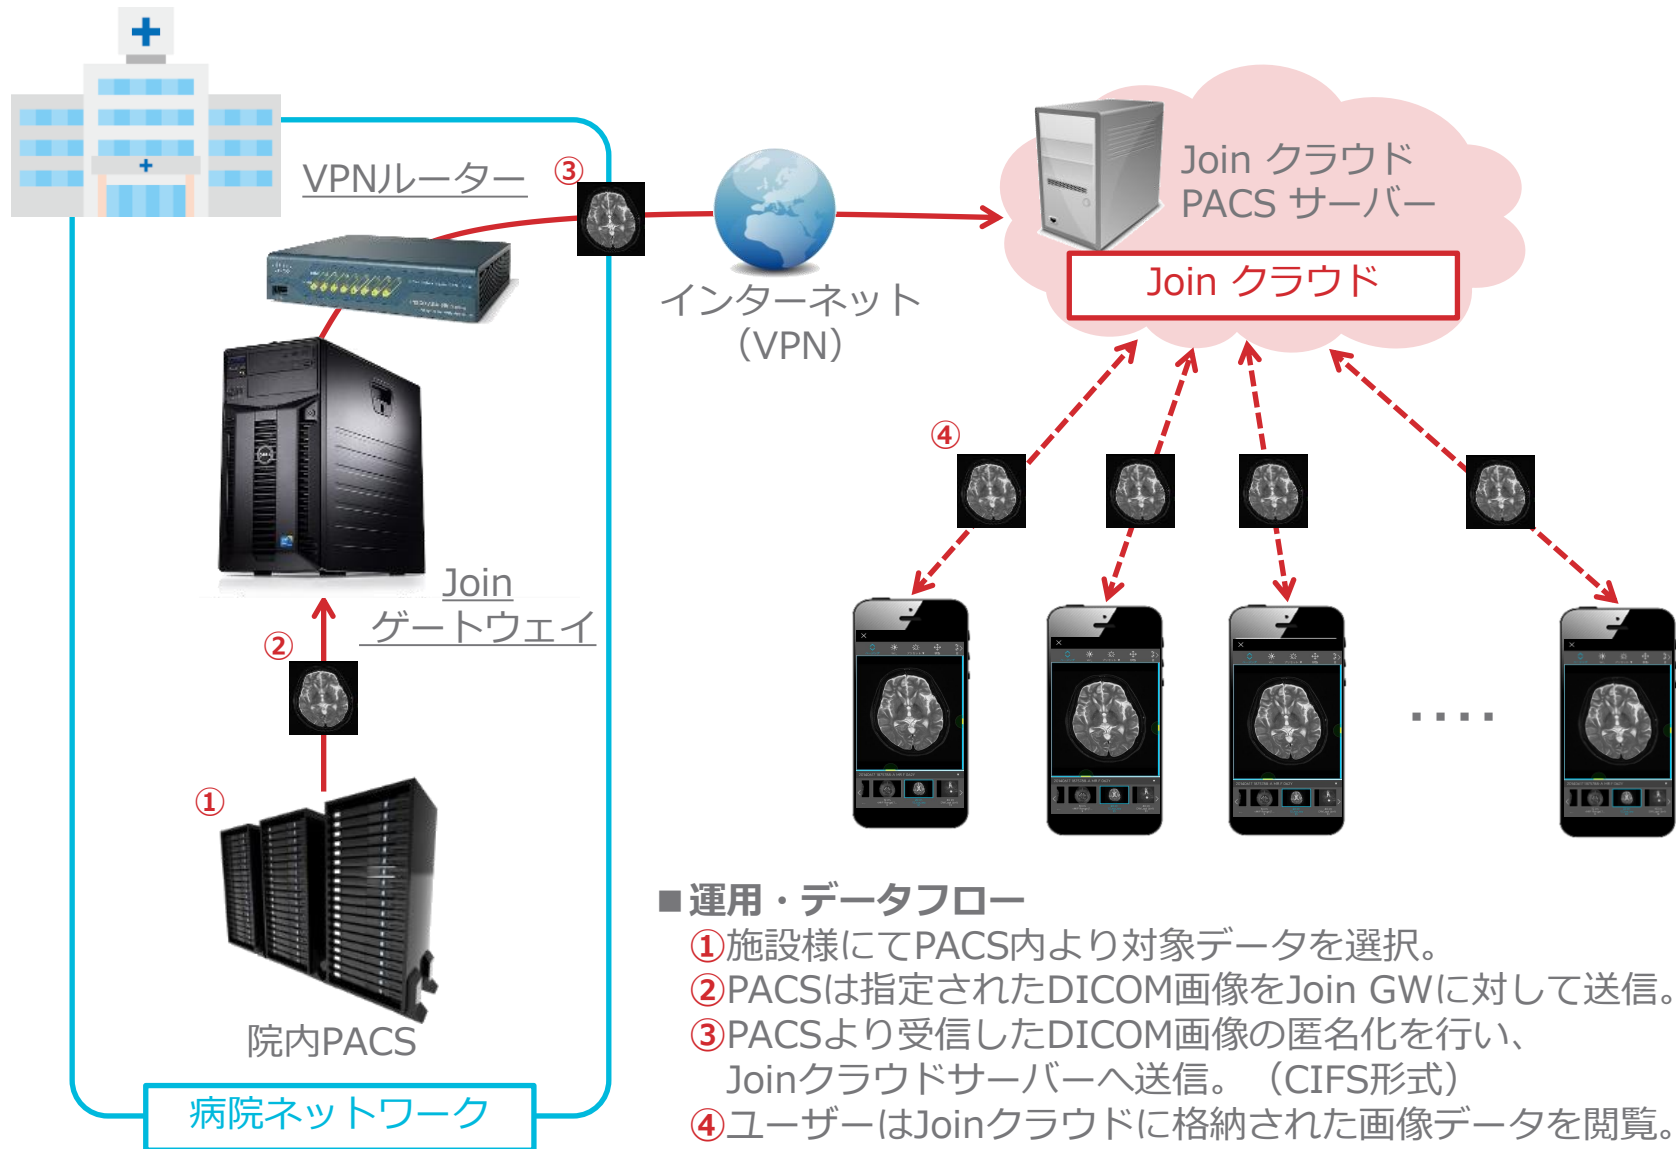 VPNルーター
③
インターネット
(VPN)
Join クラウド
PACS サーバー
Join クラウド
④
Join
ゲートウェイ
②
①
院内PACS
病院ネットワーク
・・・・
■運用・データフロー
①施設様にてPACS内より対象データを選択。
②PACSは指定されたDICOM画像をJoin GWに対して送信。
③PACSより受信したDICOM画像の匿名化を行い、
Joinクラウドサーバーへ送信。（CIFS形式）
④ユーザーはJoinクラウドに格納された画像データを閲覧。